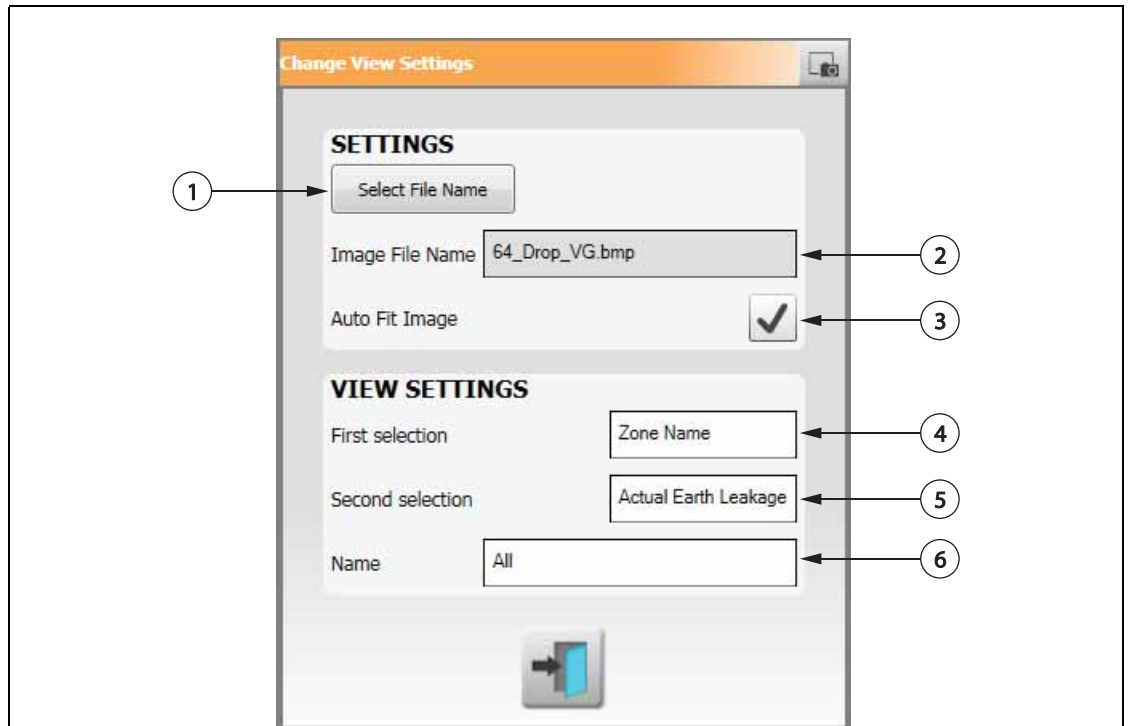 Change View Settings
SETTINGS
1
Select File Name
Image File Name 64_Drop_VG.bmp
2
Auto Fit Image
3
VIEW SETTINGS
First selection Zone Name
4
Second selection Actual Earth Leakage
5
Name All
6